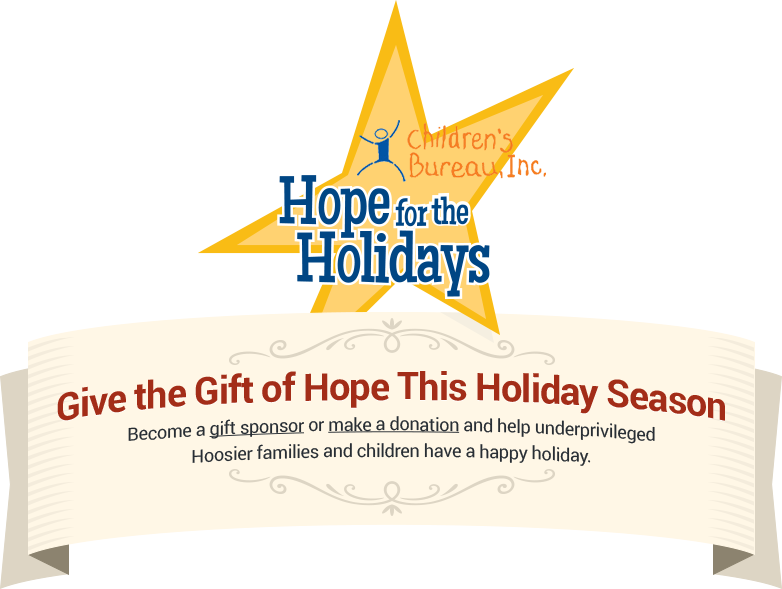 Children's
Bureau, Inc.
Hope for the
Holidays
Give the Gift of Hope This Holiday Season
Become a gift sponsor or make a donation and help underprivileged
Hoosier families and children have a happy holiday.